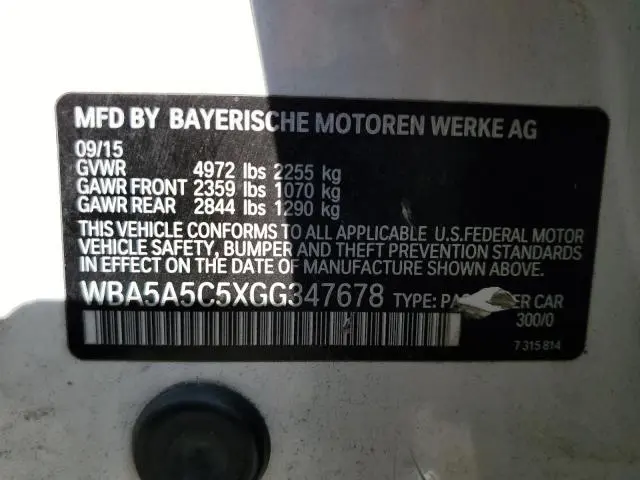 MFD BY BAYERISCHE MOTOREN WERKE AG
09/15
GVWR 4972 lbs 2255 kg
GAWR FRONT 2359 lbs 1070 kg
GAWR REAR 2844 lbs 1290 kg
THIS VEHICLE CONFORMS TO ALL APPLICABLE U.S.FEDERAL MOTOR
VEHICLE SAFETY, BUMPER AND THEFT PREVENTION STANDARDS
IN EFFECT ON THE DATE OF MANUFACTURE SHOWN ABOVE.
WBA5A5C5XGG347678 TYPE: CAR
300/0
7 315 814